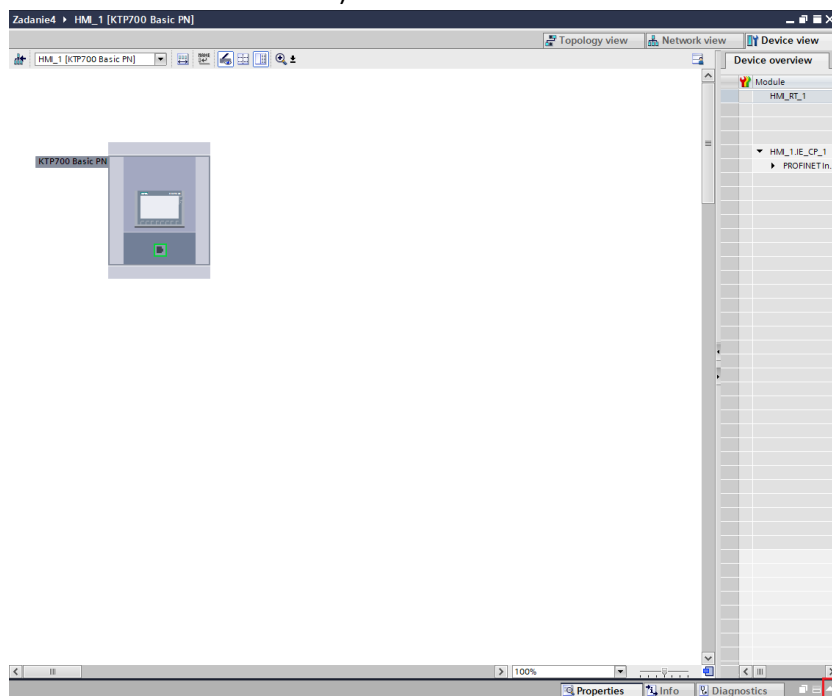 Zadanie4 ▸ HMI_1 [KTP700 Basic PN]
Topology view Network view Device view
HMI_1 [KTP700 Basic PN]
Device overview
Module
HMI_RT_1
KTP700 Basic PN
HMI_1.IE_CP_1
PROFINET In...
100%
Properties Info Diagnostics